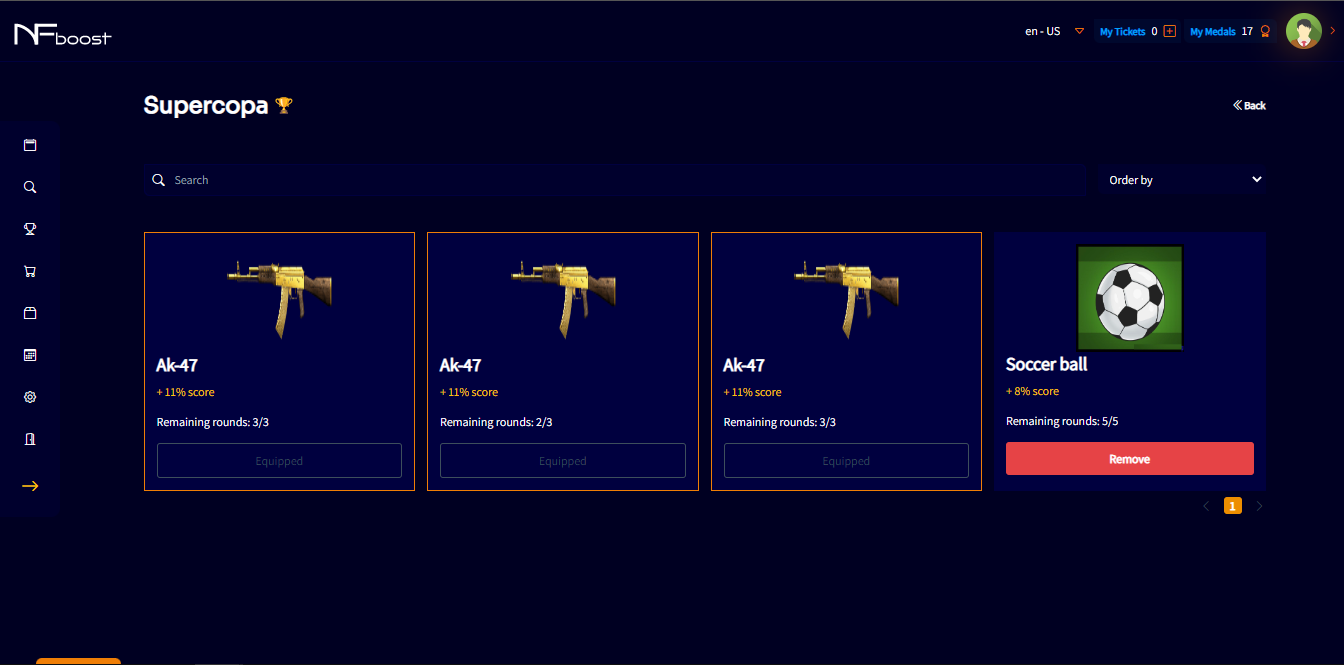 NFboost
en - US
My Tickets 0
My Medals 17
Supercopa
Back
Search
Order by
Ak-47
+ 11% score
Remaining rounds: 3/3
Equipped
Ak-47
+ 11% score
Remaining rounds: 2/3
Equipped
Ak-47
+ 11% score
Remaining rounds: 3/3
Equipped
Soccer ball
+ 8% score
Remaining rounds: 5/5
Remove
1